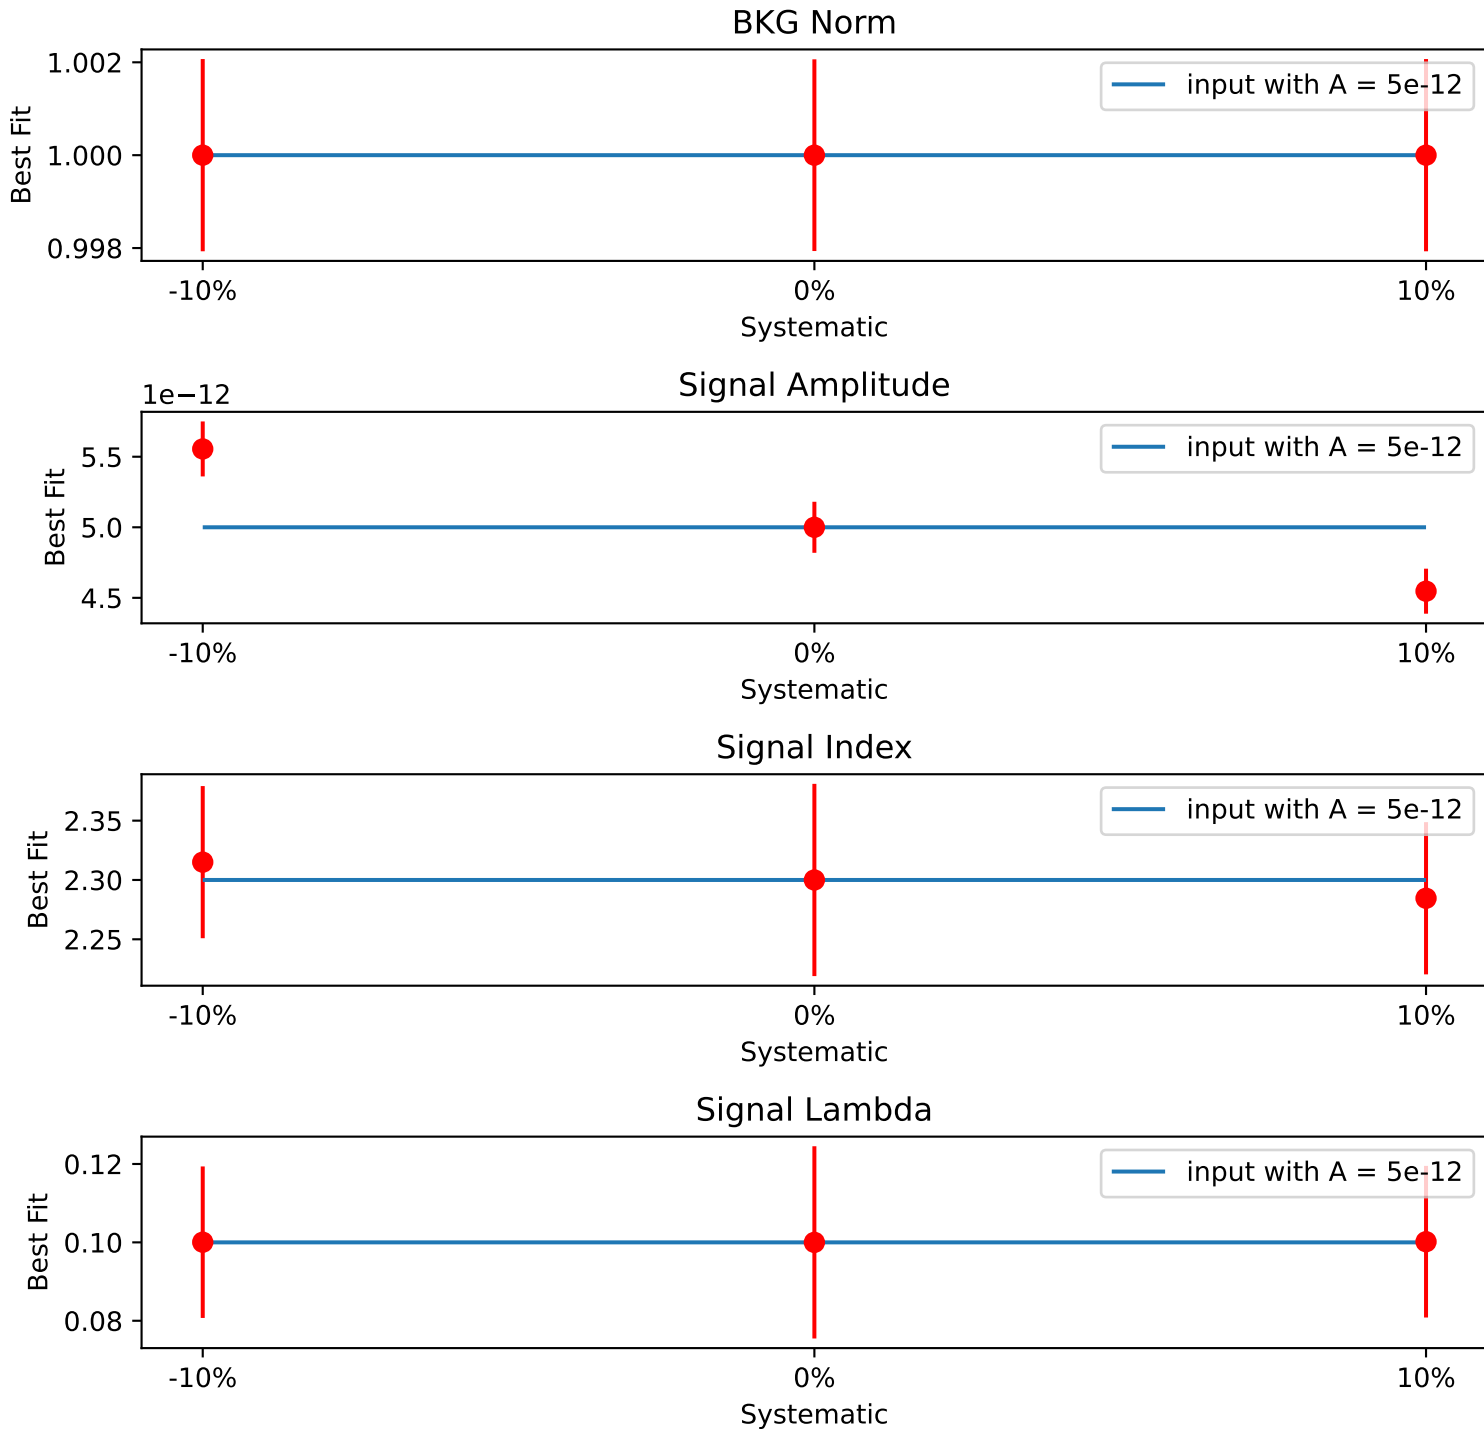 BKG Norm
1.002
1.000
0.998
Best Fit
input with A = 5e-12
-10% 0% 10%
Systematic
Signal Amplitude
1e−12
5.5
5.0
4.5
Best Fit
input with A = 5e-12
-10% 0% 10%
Systematic
Signal Index
2.35
2.30
2.25
Best Fit
input with A = 5e-12
-10% 0% 10%
Systematic
Signal Lambda
0.12
0.10
0.08
Best Fit
input with A = 5e-12
-10% 0% 10%
Systematic